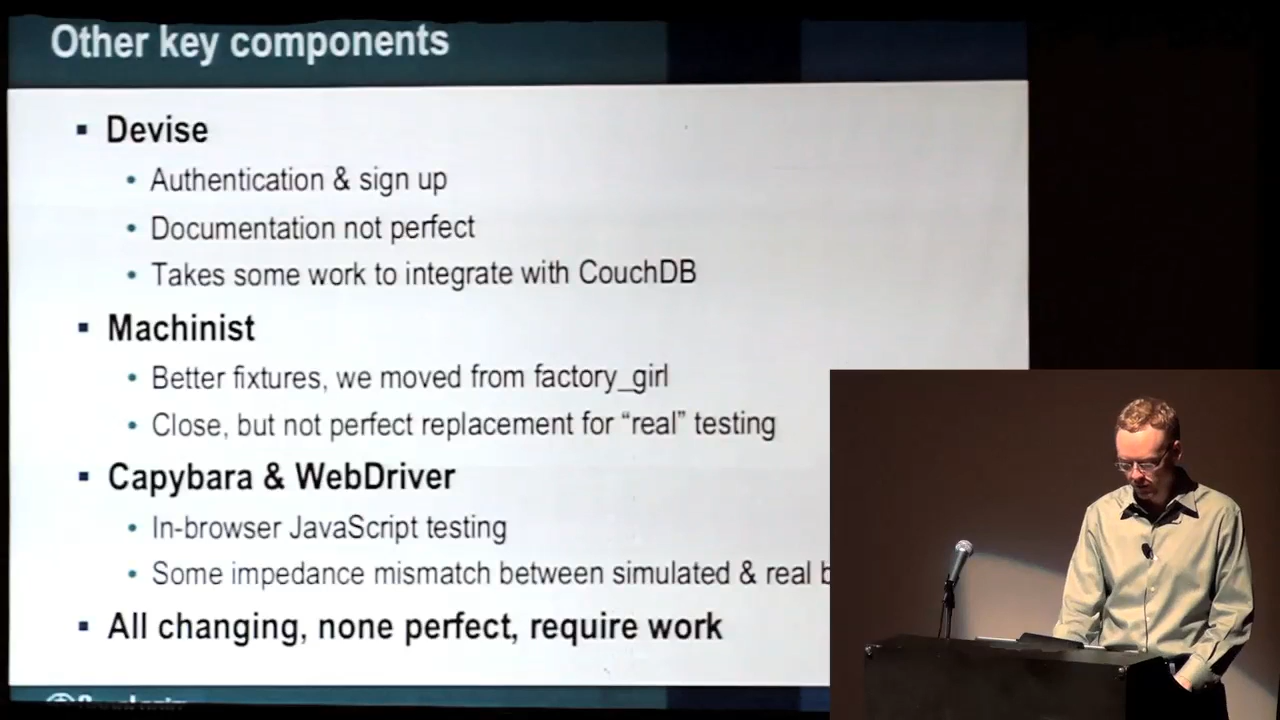 Other key components
▪ Devise
• Authentication & sign up
• Documentation not perfect
• Takes some work to integrate with CouchDB
▪ Machinist
• Better fixtures, we moved from factory_girl
• Close, but not perfect replacement for “real” testing
▪ Capybara & WebDriver
• In-browser JavaScript testing
• Some impedance mismatch between simulated & real
▪ All changing, none perfect, require work